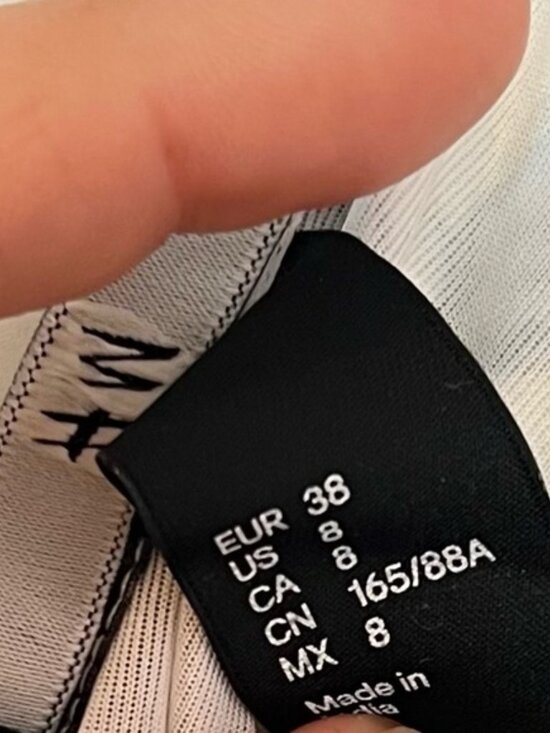 EUR 38
US 8
CA 8
CN 165/88A
MX 8
Made in